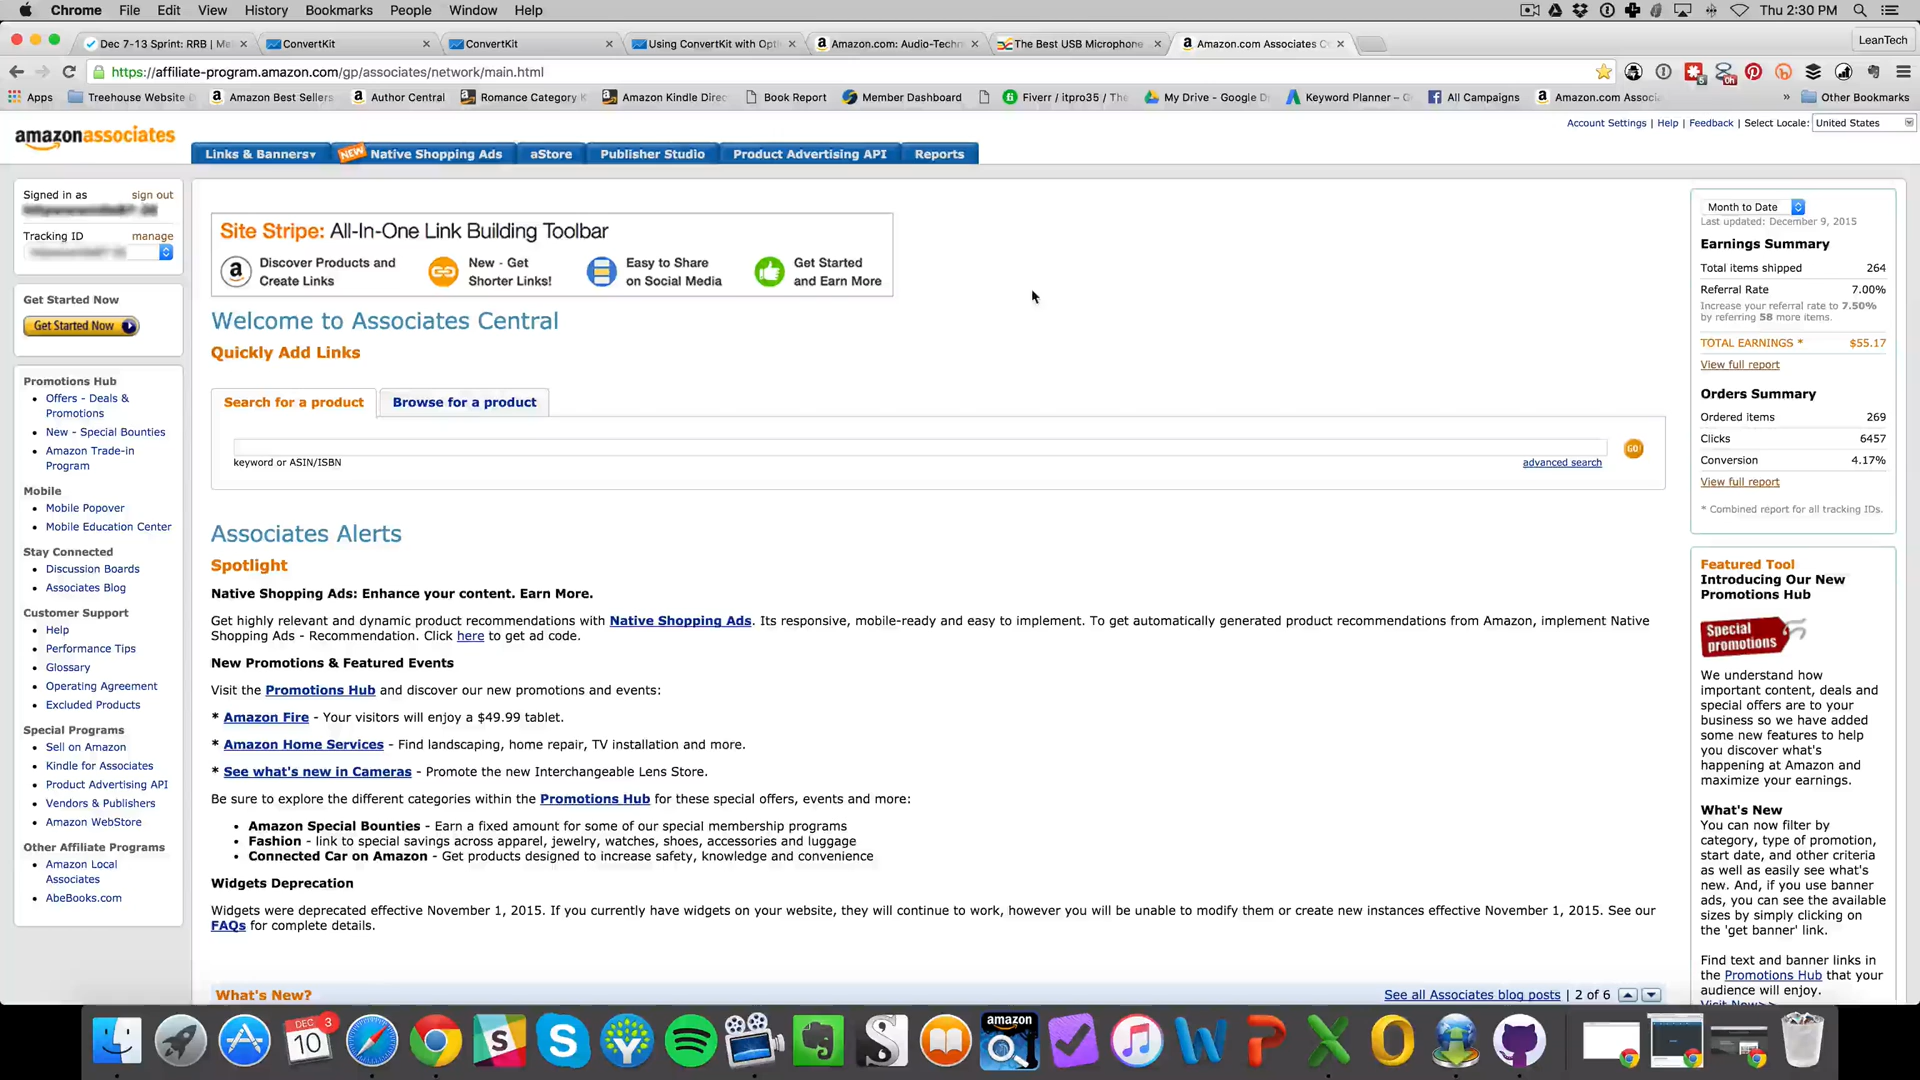 Chrome File Edit View History Bookmarks People Window Help Thu 2:30 PM
Dec 7-13 Sprint: RRB | Me ConvertKit ConvertKit Using ConvertKit with Opti Amazon.com: Audio-Techn The Best USB Microphone Amazon.com Associates C LeanTech
https://affiliate-program.amazon.com/gp/associates/network/main.html
Apps Treehouse Website Amazon Best Sellers Author Central Romance Category Amazon Kindle Direc Book Report Member Dashboard Fiverr / itpro35 / The My Drive - Google D Keyword Planner – G All Campaigns Amazon.com Associ » Other Bookmarks
amazonassociates
Account Settings | Help | Feedback | Select Locale: United States
Links & Banners NEW Native Shopping Ads aStore Publisher Studio Product Advertising API Reports
Signed in as sign out
Tracking ID manage
Get Started Now
Get Started Now
Promotions Hub
Offers - Deals &
Promotions
New - Special Bounties
Amazon Trade-in
Program
Mobile
Mobile Popover
Mobile Education Center
Stay Connected
Discussion Boards
Associates Blog
Customer Support
Help
Performance Tips
Glossary
Operating Agreement
Excluded Products
Special Programs
Sell on Amazon
Kindle for Associates
Product Advertising API
Vendors & Publishers
Amazon WebStore
Other Affiliate Programs
Amazon Local
Associates
AbeBooks.com
Site Stripe: All-In-One Link Building Toolbar
a Discover Products and
Create Links
New - Get
Shorter Links!
Easy to Share
on Social Media
Get Started
and Earn More
Welcome to Associates Central
Quickly Add Links
Search for a product Browse for a product
GO!
keyword or ASIN/ISBN advanced search
Associates Alerts
Spotlight
Native Shopping Ads: Enhance your content. Earn More.
Get highly relevant and dynamic product recommendations with Native Shopping Ads. Its responsive, mobile-ready and easy to implement. To get automatically generated product recommendations from Amazon, implement Native
Shopping Ads - Recommendation. Click here to get ad code.
New Promotions & Featured Events
Visit the Promotions Hub and discover our new promotions and events:
* Amazon Fire - Your visitors will enjoy a $49.99 tablet.
* Amazon Home Services - Find landscaping, home repair, TV installation and more.
* See what's new in Cameras - Promote the new Interchangeable Lens Store.
Be sure to explore the different categories within the Promotions Hub for these special offers, events and more:
Amazon Special Bounties - Earn a fixed amount for some of our special membership programs
Fashion - link to special savings across apparel, jewelry, watches, shoes, accessories and luggage
Connected Car on Amazon - Get products designed to increase safety, knowledge and convenience
Widgets Deprecation
Widgets were deprecated effective November 1, 2015. If you currently have widgets on your website, they will continue to work, however you will be unable to modify them or create new instances effective November 1, 2015. See our
FAQs for complete details.
What's New? See all Associates blog posts | 2 of 6
Month to Date
Last updated: December 9, 2015
Earnings Summary
Total items shipped 264
Referral Rate 7.00%
Increase your referral rate to 7.50%
by referring 58 more items.
TOTAL EARNINGS * $55.17
View full report
Orders Summary
Ordered items 269
Clicks 6457
Conversion 4.17%
View full report
* Combined report for all tracking IDs.
Featured Tool
Introducing Our New
Promotions Hub
Special
promotions
We understand how
important content, deals and
special offers are to your
business so we have added
some new features to help
you discover what's
happening at Amazon and
maximize your earnings.
What's New
You can now filter by
category, type of promotion,
start date, and other criteria
as well as easily see what's
new. And, if you use banner
ads, you can see the available
sizes by simply clicking on
the 'get banner' link.
Find text and banner links in
the Promotions Hub that your
audience will enjoy.
Visit Now>>
DEC 3
10
amazon